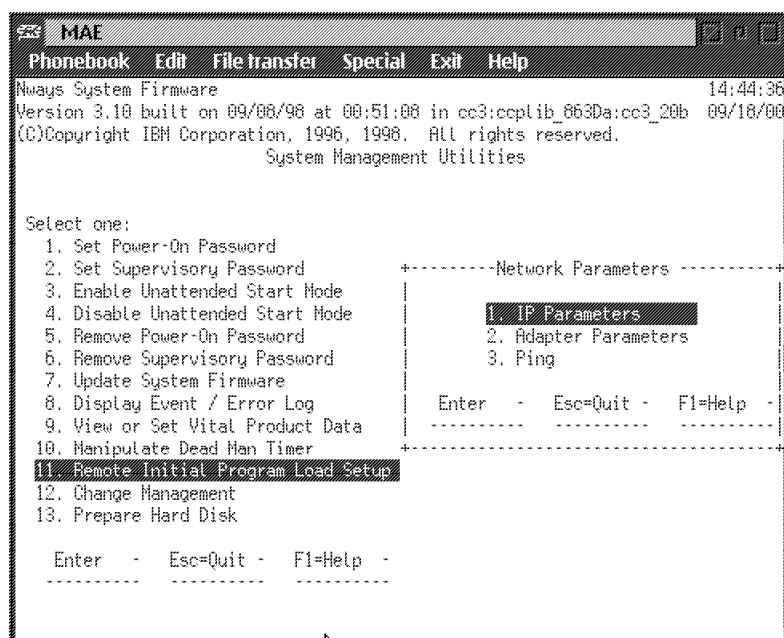 MAE
Phonebook Edit File transfer Special Exit Help
Nways System Firmware 14:44:36
Version 3.10 built on 09/08/98 at 00:51:08 in cc3:ccplib_863Da:cc3_20b 09/18/00
(C)Copyright IBM Corporation, 1996, 1998. All rights reserved.
System Management Utilities
Select one:
1. Set Power-On Password
2. Set Supervisory Password
3. Enable Unattended Start Mode
4. Disable Unattended Start Mode
5. Remove Power-On Password
6. Remove Supervisory Password
7. Update System Firmware
8. Display Event / Error Log
9. View or Set Vital Product Data
10. Manipulate Dead Man Timer
11. Remote Initial Program Load Setup
12. Change Management
13. Prepare Hard Disk
Enter - Esc=Quit - F1=Help -
Network Parameters
1. IP Parameters
2. Adapter Parameters
3. Ping
Enter - Esc=Quit - F1=Help -